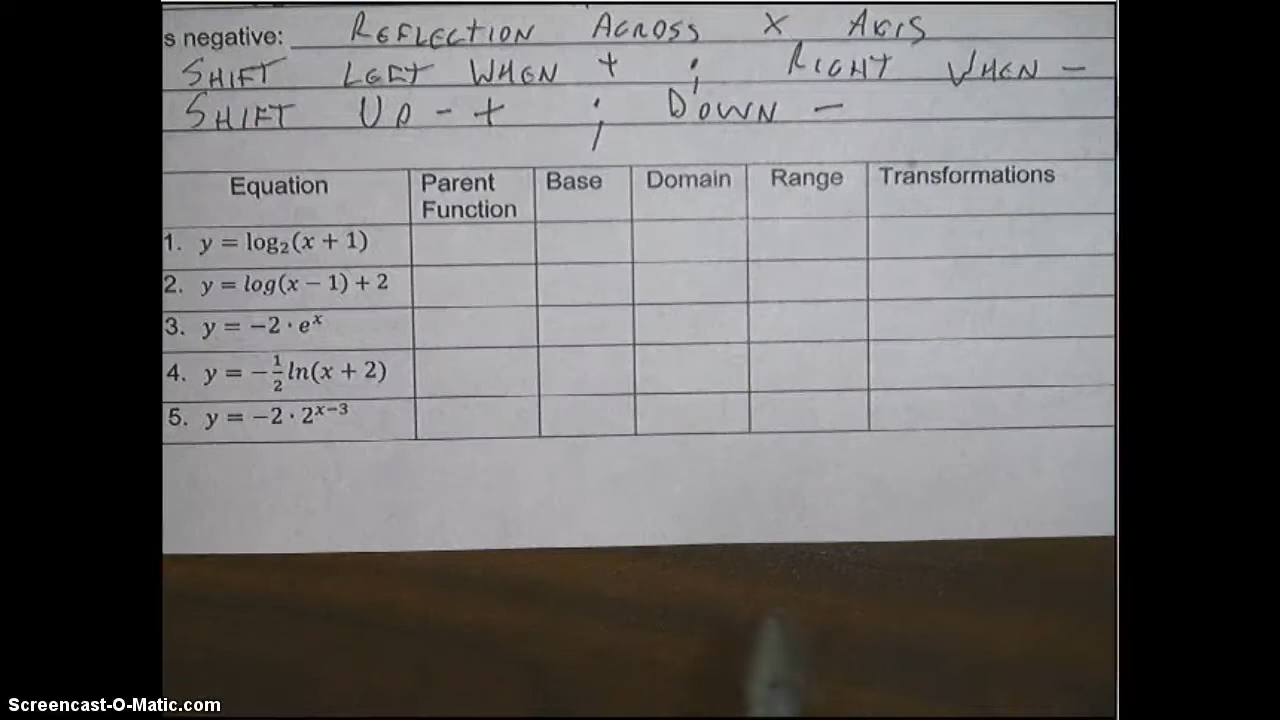 s negative: REFLECTION ACROSS X AXIS
SHIFT LEFT WHEN + ; RIGHT WHEN –
SHIFT UP - + ; DOWN –
Equation Parent Function Base Domain Range Transformations
1. y = log₂(x + 1)
2. y = log(x − 1) + 2
3. y = −2 · eˣ
4. y = −1/2 ln(x + 2)
5. y = −2 · 2ˣ⁻³
Screencast-O-Matic.com